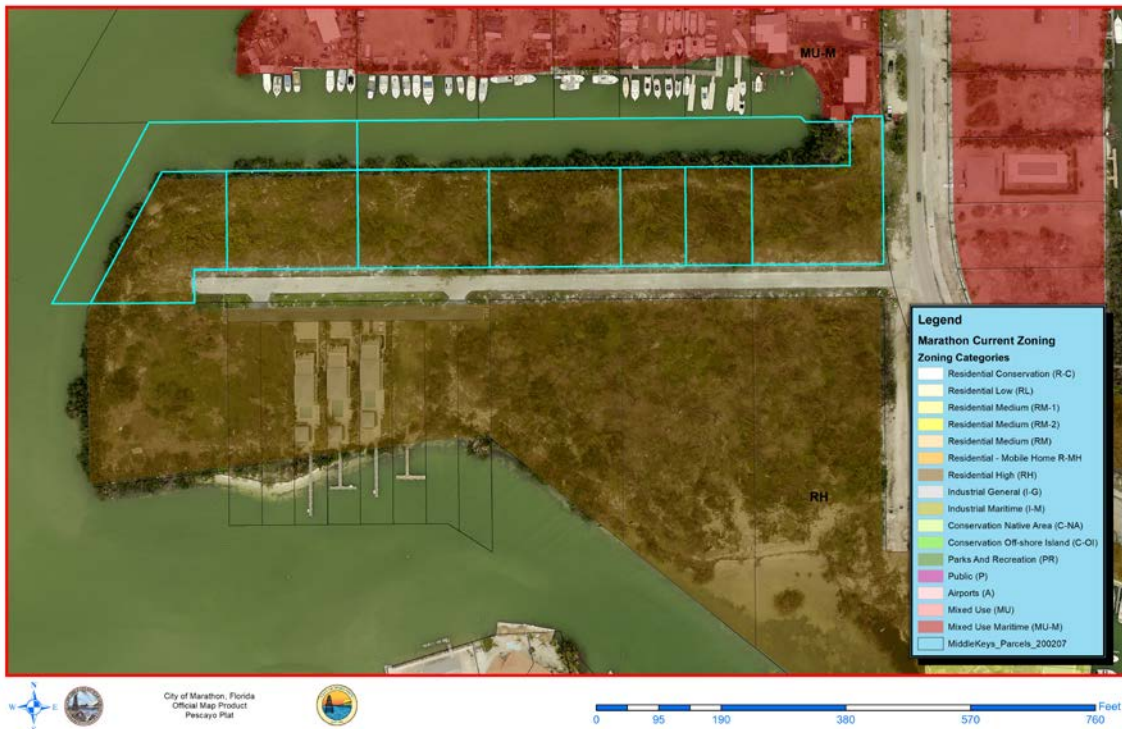 MU-M
RH
Legend
Marathon Current Zoning
Zoning Categories
Residential Conservation (R-C)
Residential Low (RL)
Residential Medium (RM-1)
Residential Medium (RM-2)
Residential Medium (RM)
Residential - Mobile Home R-MH
Residential High (RH)
Industrial General (I-G)
Industrial Maritime (I-M)
Conservation Native Area (C-NA)
Conservation Off-shore Island (C-OI)
Parks And Recreation (PR)
Public (P)
Airports (A)
Mixed Use (MU)
Mixed Use Maritime (MU-M)
MiddleKeys_Parcels_200207
N
W E
City of Marathon, Florida
Official Map Product
Pescayo Plat
Feet
0 95 190 380 570 760